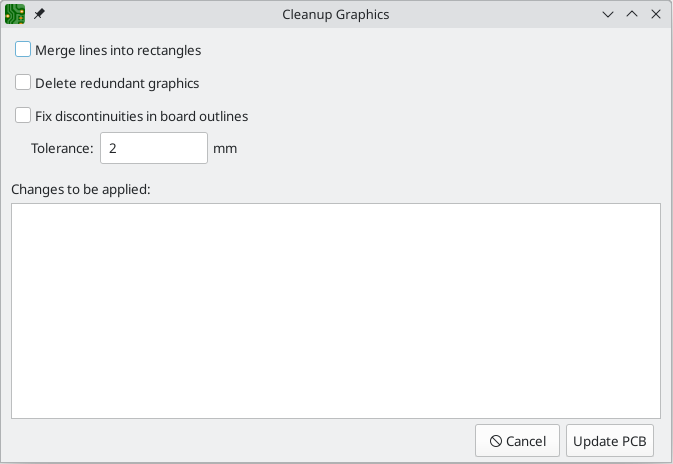 Cleanup Graphics
Merge lines into rectangles
Delete redundant graphics
Fix discontinuities in board outlines
Tolerance: 2 mm
Changes to be applied:
Cancel Update PCB